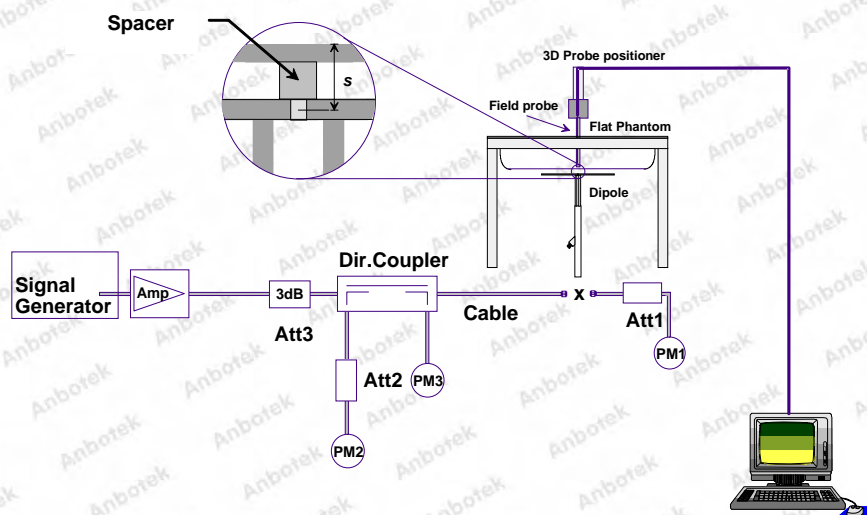 Spacer
s
3D Probe positioner
Field probe
Flat Phantom
Dipole
Dir.Coupler
Signal
Generator
Amp
3dB
Att3
Cable
x
Att1
PM1
Att2
PM3
PM2
Anbotek